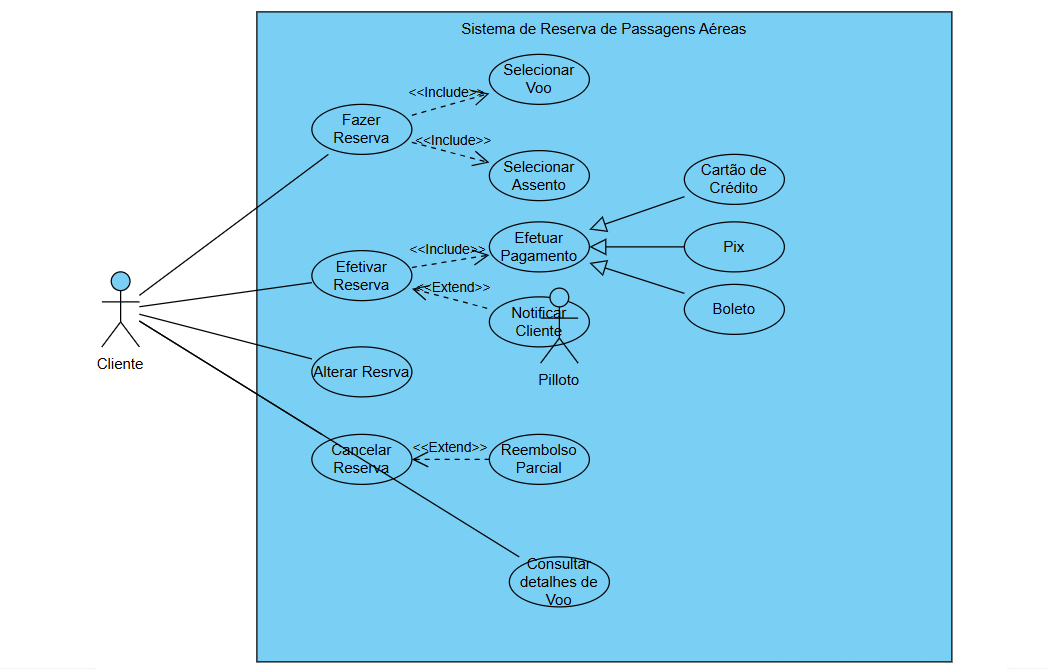 Sistema de Reserva de Passagens Aéreas
Selecionar
Voo
<<Include>>
Fazer
Reserva
<<Include>>
Selecionar
Assento
Cartão de
Crédito
Efetuar
Pagamento
<<Include>>
Pix
Efetivar
Reserva
<<Extend>>
Notificar
Cliente
Boleto
Cliente
Alterar Resrva
Pilloto
Cancelar
Reserva
<<Extend>>
Reembolso
Parcial
Consultar
detalhes de
Voo